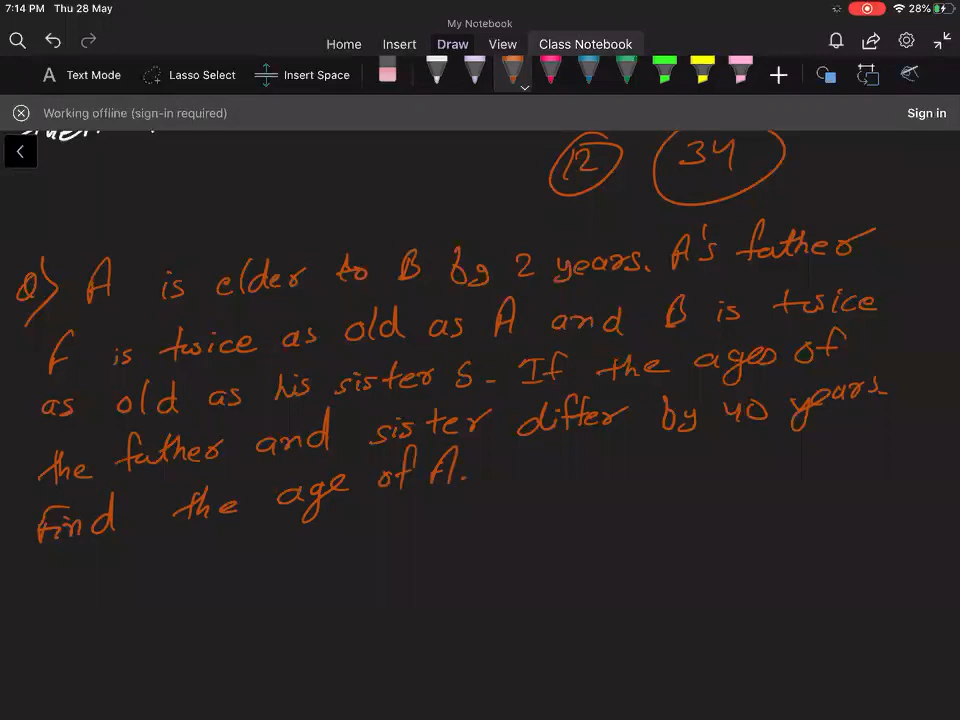 7:14 PM Thu 28 May
28%
My Notebook
Home Insert Draw View Class Notebook
A Text Mode Lasso Select Insert Space
Working offline (sign-in required) Sign in
12 34
Q) A is elder to B by 2 years. A's father
F is twice as old as A and B is twice
as old as his sister S. If the ages of
the father and sister differ by 40 years.
Find the age of A.